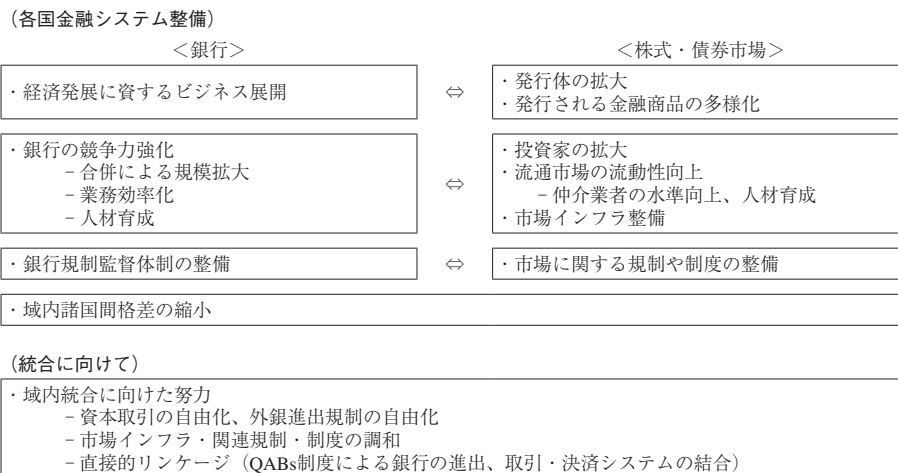 （各国金融システム整備）
＜銀行＞
＜株式・債券市場＞
・経済発展に資するビジネス展開
⇔
・発行体の拡大
・発行される金融商品の多様化
・銀行の競争力強化
－合併による規模拡大
－業務効率化
－人材育成
⇔
・投資家の拡大
・流通市場の流動性向上
－仲介業者の水準向上、人材育成
・市場インフラ整備
・銀行規制監督体制の整備
⇔
・市場に関する規制や制度の整備
・域内諸国間格差の縮小
（統合に向けて）
・域内統合に向けた努力
－資本取引の自由化、外銀進出規制の自由化
－市場インフラ・関連規制・制度の調和
－直接的リンケージ（QABs制度による銀行の進出、取引・決済システムの結合）